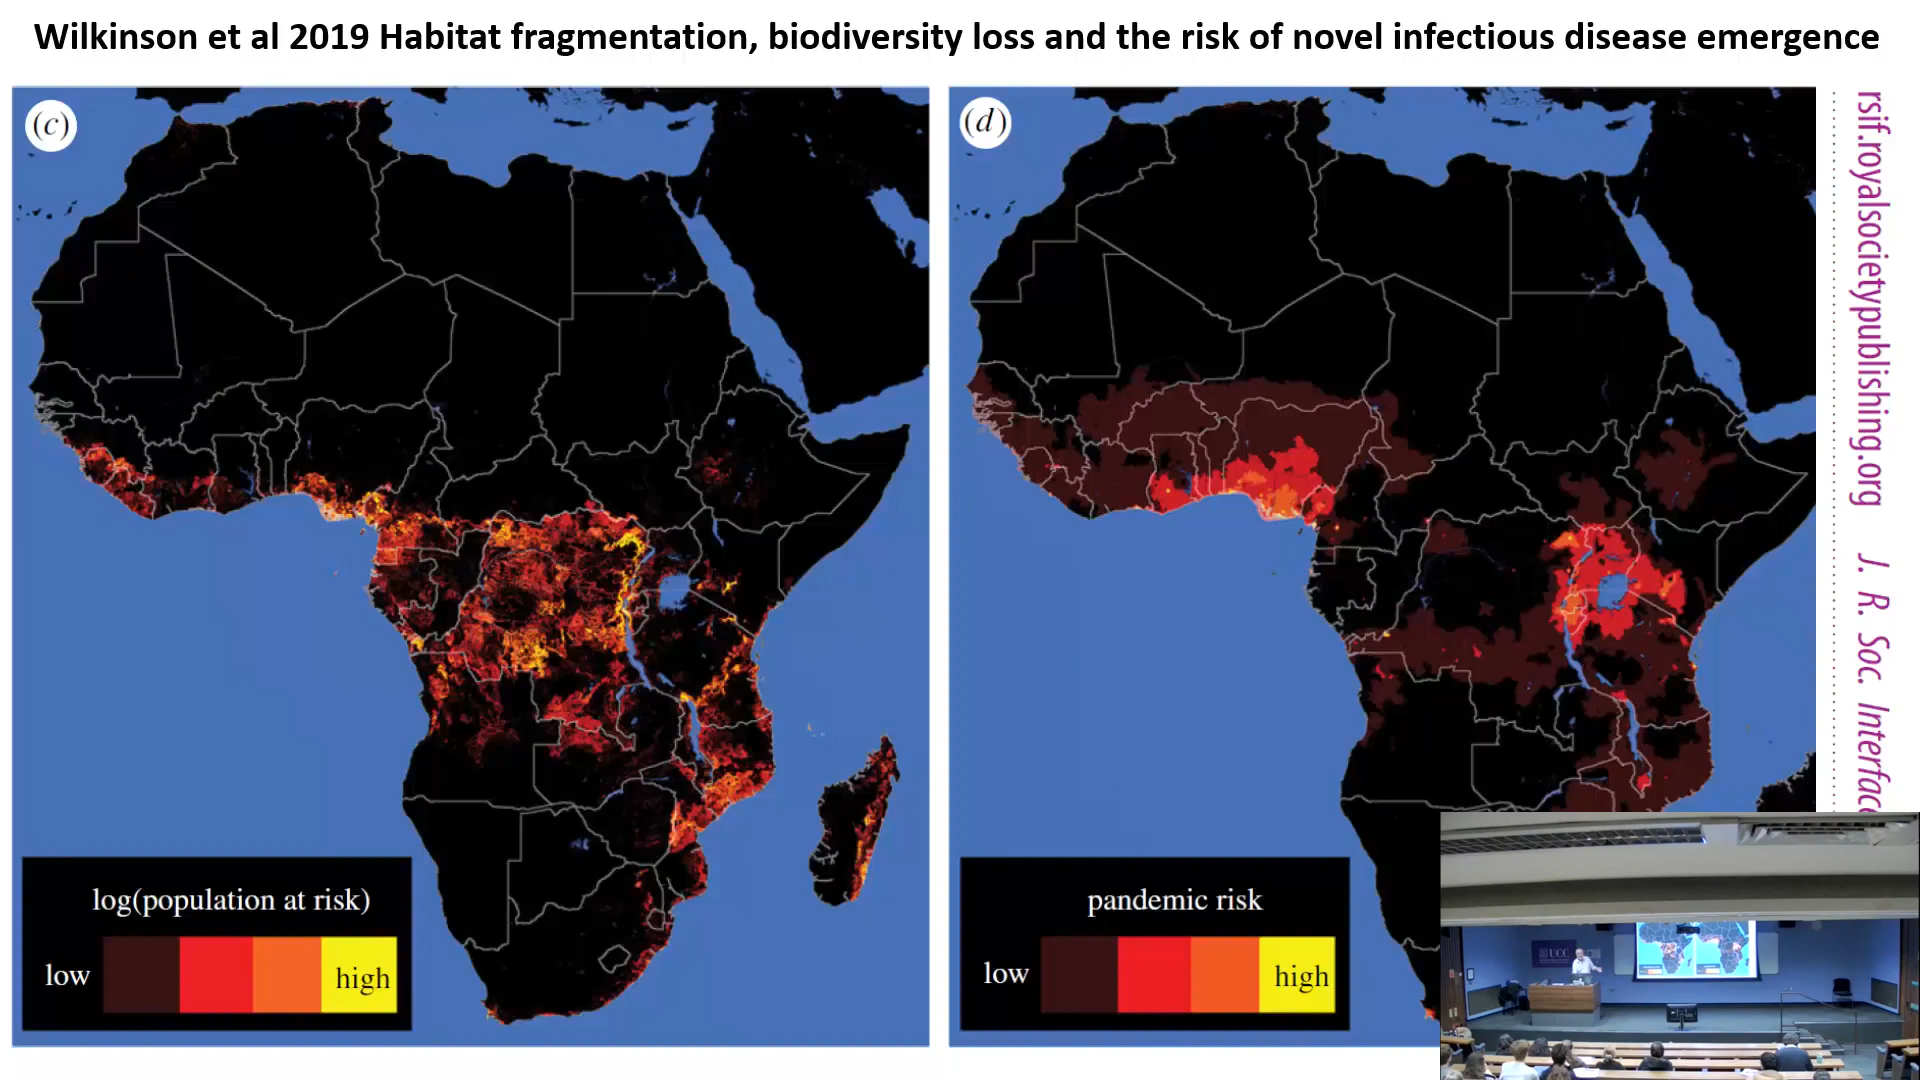 Wilkinson et al 2019 Habitat fragmentation, biodiversity loss and the risk of novel infectious disease emergence
(c)
log(population at risk)
low
high
(d)
pandemic risk
low
high
rsif.royalsocietypublishing.org J. R. Soc. Interface
UCC